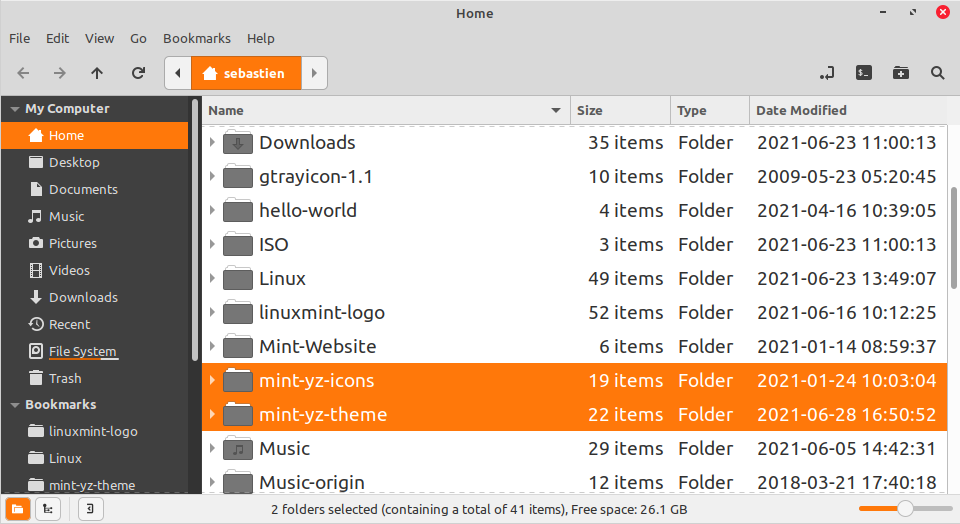 Home
File Edit View Go Bookmarks Help
sebastien
My Computer
Home
Desktop
Documents
Music
Pictures
Videos
Downloads
Recent
File System
Trash
Bookmarks
linuxmint-logo
Linux
mint-yz-theme
Name Size Type Date Modified
Downloads 35 items Folder 2021-06-23 11:00:13
gtrayicon-1.1 10 items Folder 2009-05-23 05:20:45
hello-world 4 items Folder 2021-04-16 10:39:05
ISO 3 items Folder 2021-06-23 11:00:13
Linux 49 items Folder 2021-06-23 13:49:07
linuxmint-logo 52 items Folder 2021-06-16 10:12:25
Mint-Website 6 items Folder 2021-01-14 08:59:37
mint-yz-icons 19 items Folder 2021-01-24 10:03:04
mint-yz-theme 22 items Folder 2021-06-28 16:50:52
Music 29 items Folder 2021-06-05 14:42:31
Music-origin 12 items Folder 2018-03-21 17:40:18
2 folders selected (containing a total of 41 items), Free space: 26.1 GB